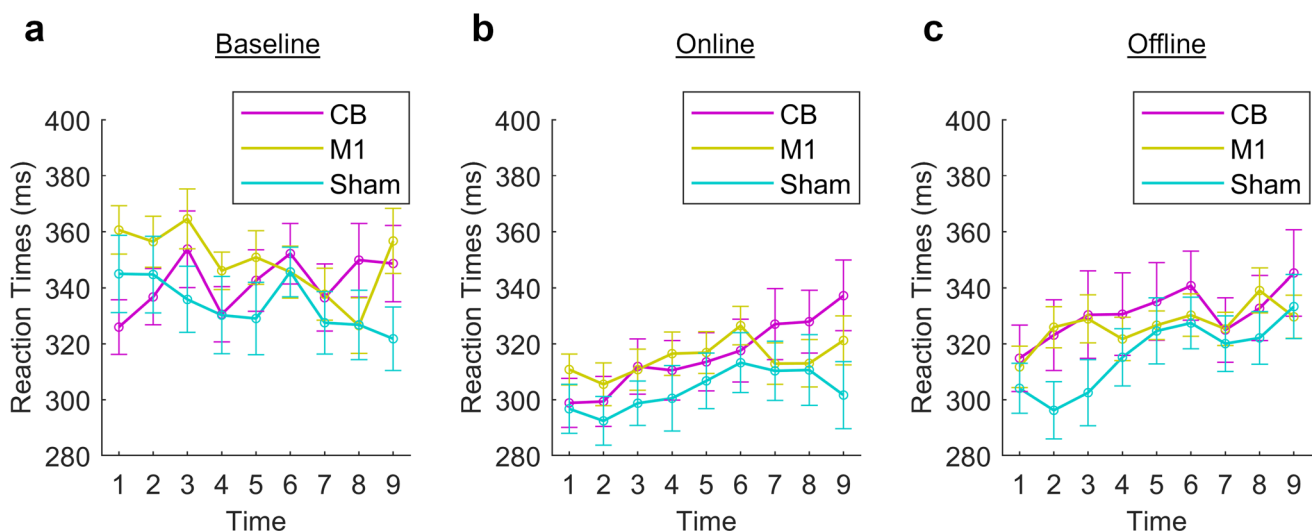 a
Baseline
CB
M1
Sham
Reaction Times (ms)
400
380
360
340
320
300
280
1 2 3 4 5 6 7 8 9
Time
b
Online
CB
M1
Sham
Reaction Times (ms)
400
380
360
340
320
300
280
1 2 3 4 5 6 7 8 9
Time
c
Offline
CB
M1
Sham
Reaction Times (ms)
400
380
360
340
320
300
280
1 2 3 4 5 6 7 8 9
Time